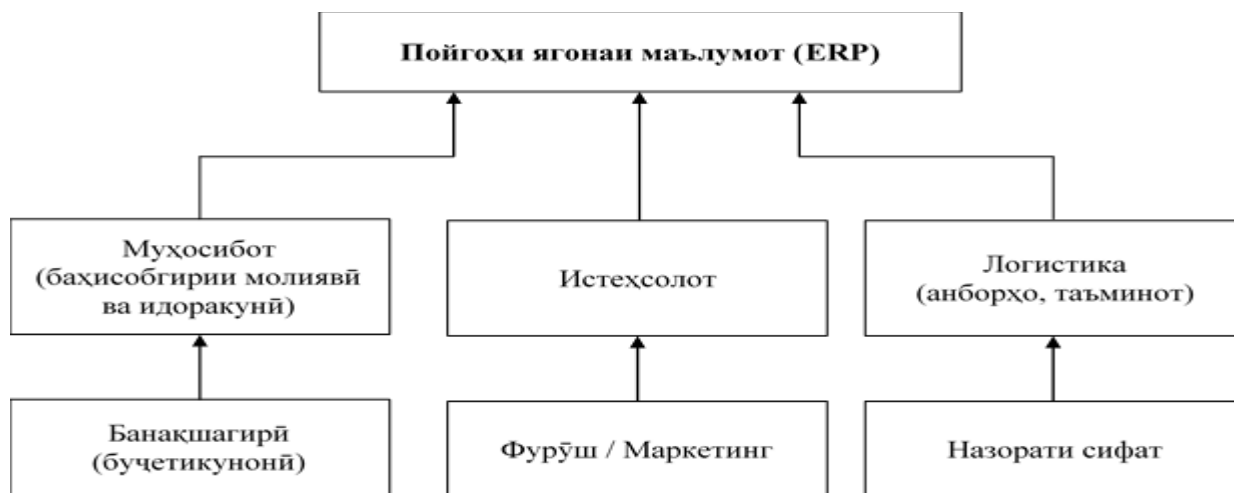 Пойгоҳи ягонаи маълумот (ERP)
Муҳосибот
(баҳисобгирии молиявӣ
ва идоракунӣ)
Истеҳсолот
Логистика
(анборҳо, таъминот)
Банақшагирӣ
(буҷетикунонӣ)
Фурӯш / Маркетинг
Назорати сифат